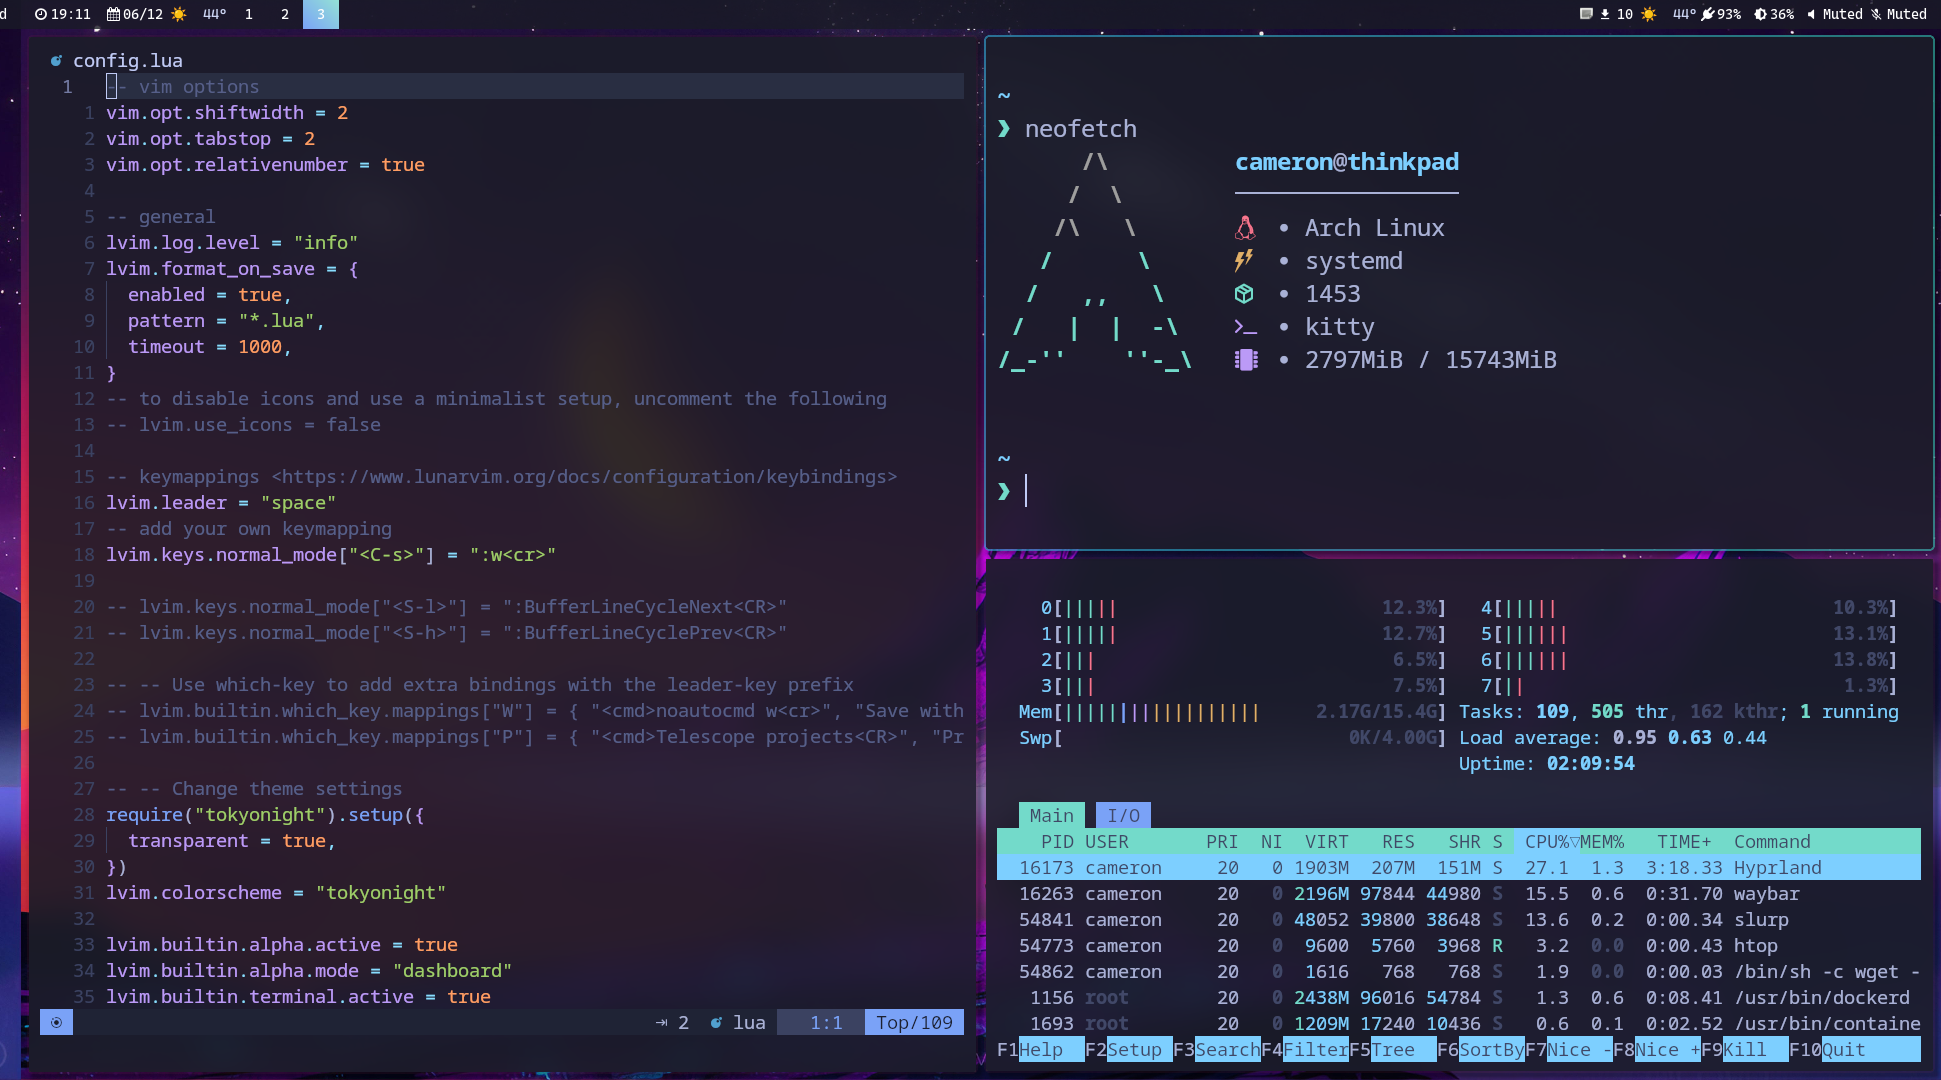 d 19:11 06/12 44° 1 2 3
10 44° 93% 36% Muted Muted
config.lua
1 -- vim options
1 vim.opt.shiftwidth = 2
2 vim.opt.tabstop = 2
3 vim.opt.relativenumber = true
4
5 -- general
6 lvim.log.level = "info"
7 lvim.format_on_save = {
8 enabled = true,
9 pattern = "*.lua",
10 timeout = 1000,
11 }
12 -- to disable icons and use a minimalist setup, uncomment the following
13 -- lvim.use_icons = false
14
15 -- keymappings <https://www.lunarvim.org/docs/configuration/keybindings>
16 lvim.leader = "space"
17 -- add your own keymapping
18 lvim.keys.normal_mode["<C-s>"] = ":w<cr>"
19
20 -- lvim.keys.normal_mode["<S-l>"] = ":BufferLineCycleNext<CR>"
21 -- lvim.keys.normal_mode["<S-h>"] = ":BufferLineCyclePrev<CR>"
22
23 -- -- Use which-key to add extra bindings with the leader-key prefix
24 -- lvim.builtin.which_key.mappings["W"] = { "<cmd>noautocmd w<cr>", "Save with
25 -- lvim.builtin.which_key.mappings["P"] = { "<cmd>Telescope projects<CR>", "Pr
26
27 -- -- Change theme settings
28 require("tokyonight").setup({
29 transparent = true,
30 })
31 lvim.colorscheme = "tokyonight"
32
33 lvim.builtin.alpha.active = true
34 lvim.builtin.alpha.mode = "dashboard"
35 lvim.builtin.terminal.active = true
⇥ 2 lua 1:1 Top/109
~
❯ neofetch
/\
/  \
/\   \
/      \
/   ,,   \
/   |  |  -\
/_-''    ''-_\
cameron@thinkpad
• Arch Linux
• systemd
• 1453
• kitty
• 2797MiB / 15743MiB
~
❯
0[||||| 12.3%] 4[||||| 10.3%]
1[||||| 12.7%] 5[|||||| 13.1%]
2[||| 6.5%] 6[|||||| 13.8%]
3[||| 7.5%] 7[|| 1.3%]
Mem[|||||||||||||||||| 2.17G/15.4G] Tasks: 109, 505 thr, 162 kthr; 1 running
Swp[ 0K/4.00G] Load average: 0.95 0.63 0.44
Uptime: 02:09:54
Main I/O
PID USER PRI NI VIRT RES SHR S CPU%▽MEM% TIME+ Command
16173 cameron 20 0 1903M 207M 151M S 27.1 1.3 3:18.33 Hyprland
16263 cameron 20 0 2196M 97844 44980 S 15.5 0.6 0:31.70 waybar
54841 cameron 20 0 48052 39800 38648 S 13.6 0.2 0:00.34 slurp
54773 cameron 20 0 9600 5760 3968 R 3.2 0.0 0:00.43 htop
54862 cameron 20 0 1616 768 768 S 1.9 0.0 0:00.03 /bin/sh -c wget -
1156 root 20 0 2438M 96016 54784 S 1.3 0.6 0:08.41 /usr/bin/dockerd
1693 root 20 0 1209M 17240 10436 S 0.6 0.1 0:02.52 /usr/bin/containe
F1Help F2Setup F3SearchF4FilterF5Tree F6SortByF7Nice -F8Nice +F9Kill F10Quit